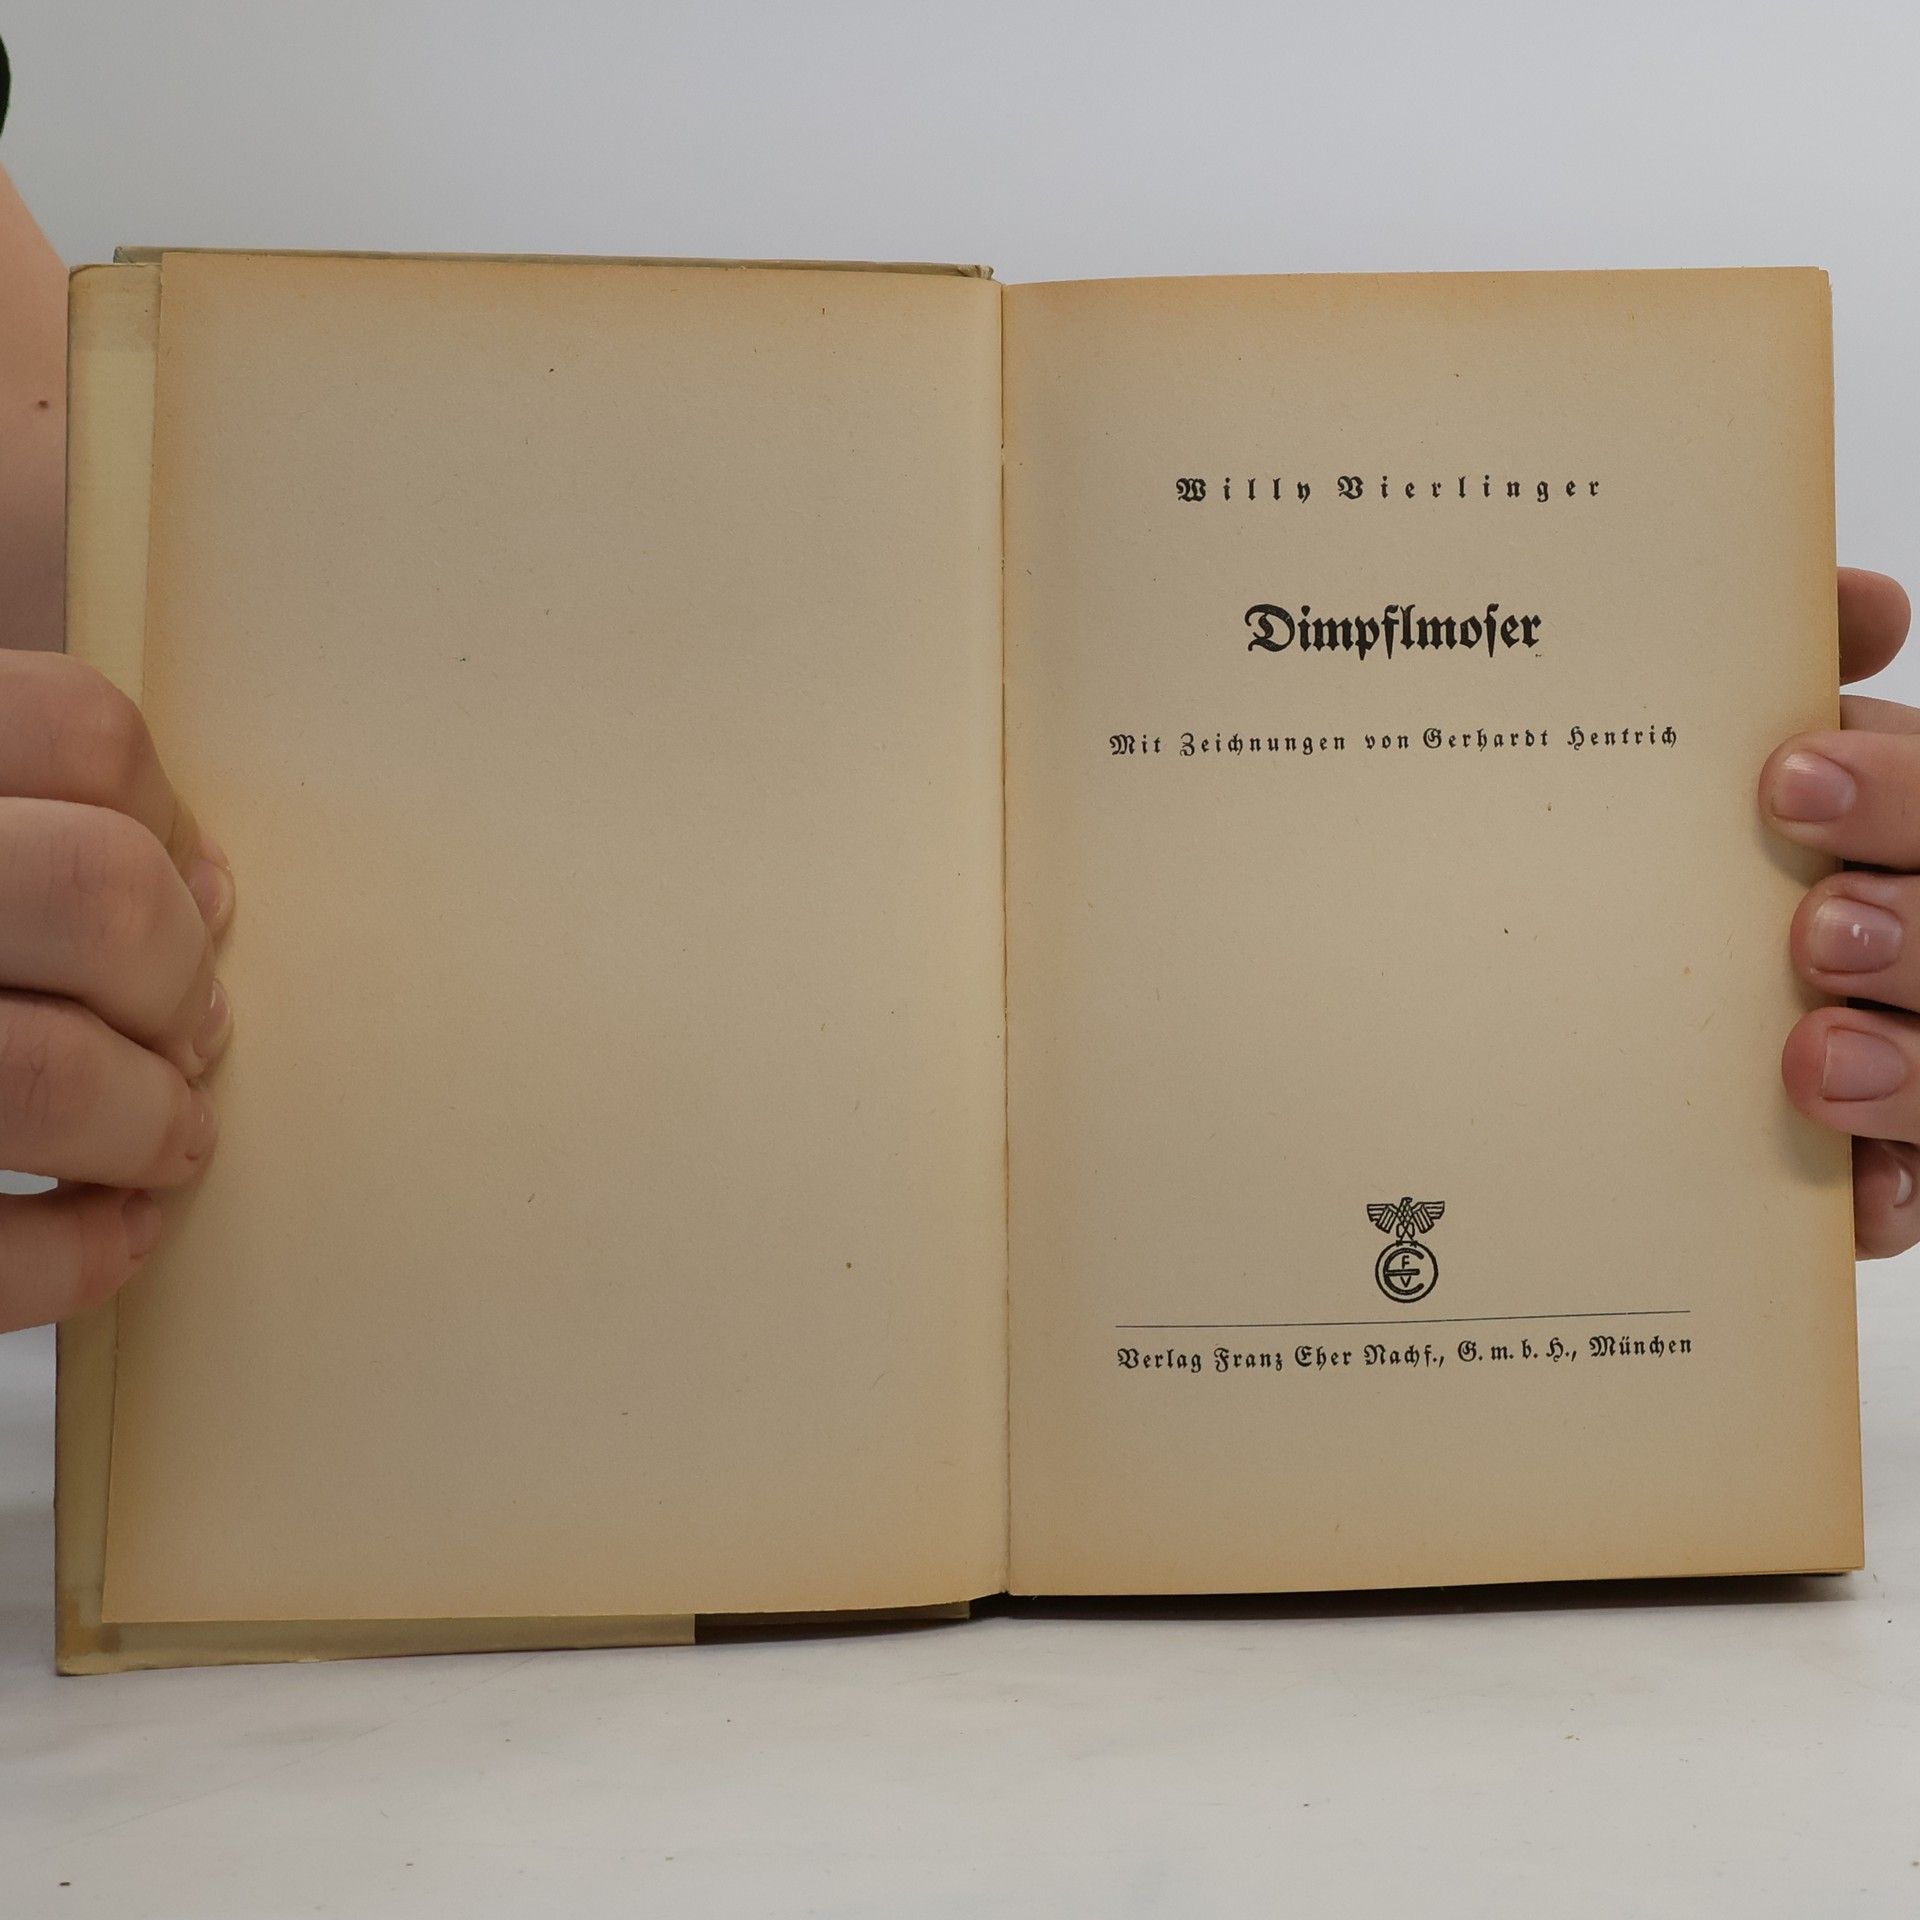 Willy Vierlinger
Dimpflmoſer
Mit Zeichnungen von Gerhardt Hentrich
F
E
V
Verlag Franz Eher Nachf., G. m. b. H., München